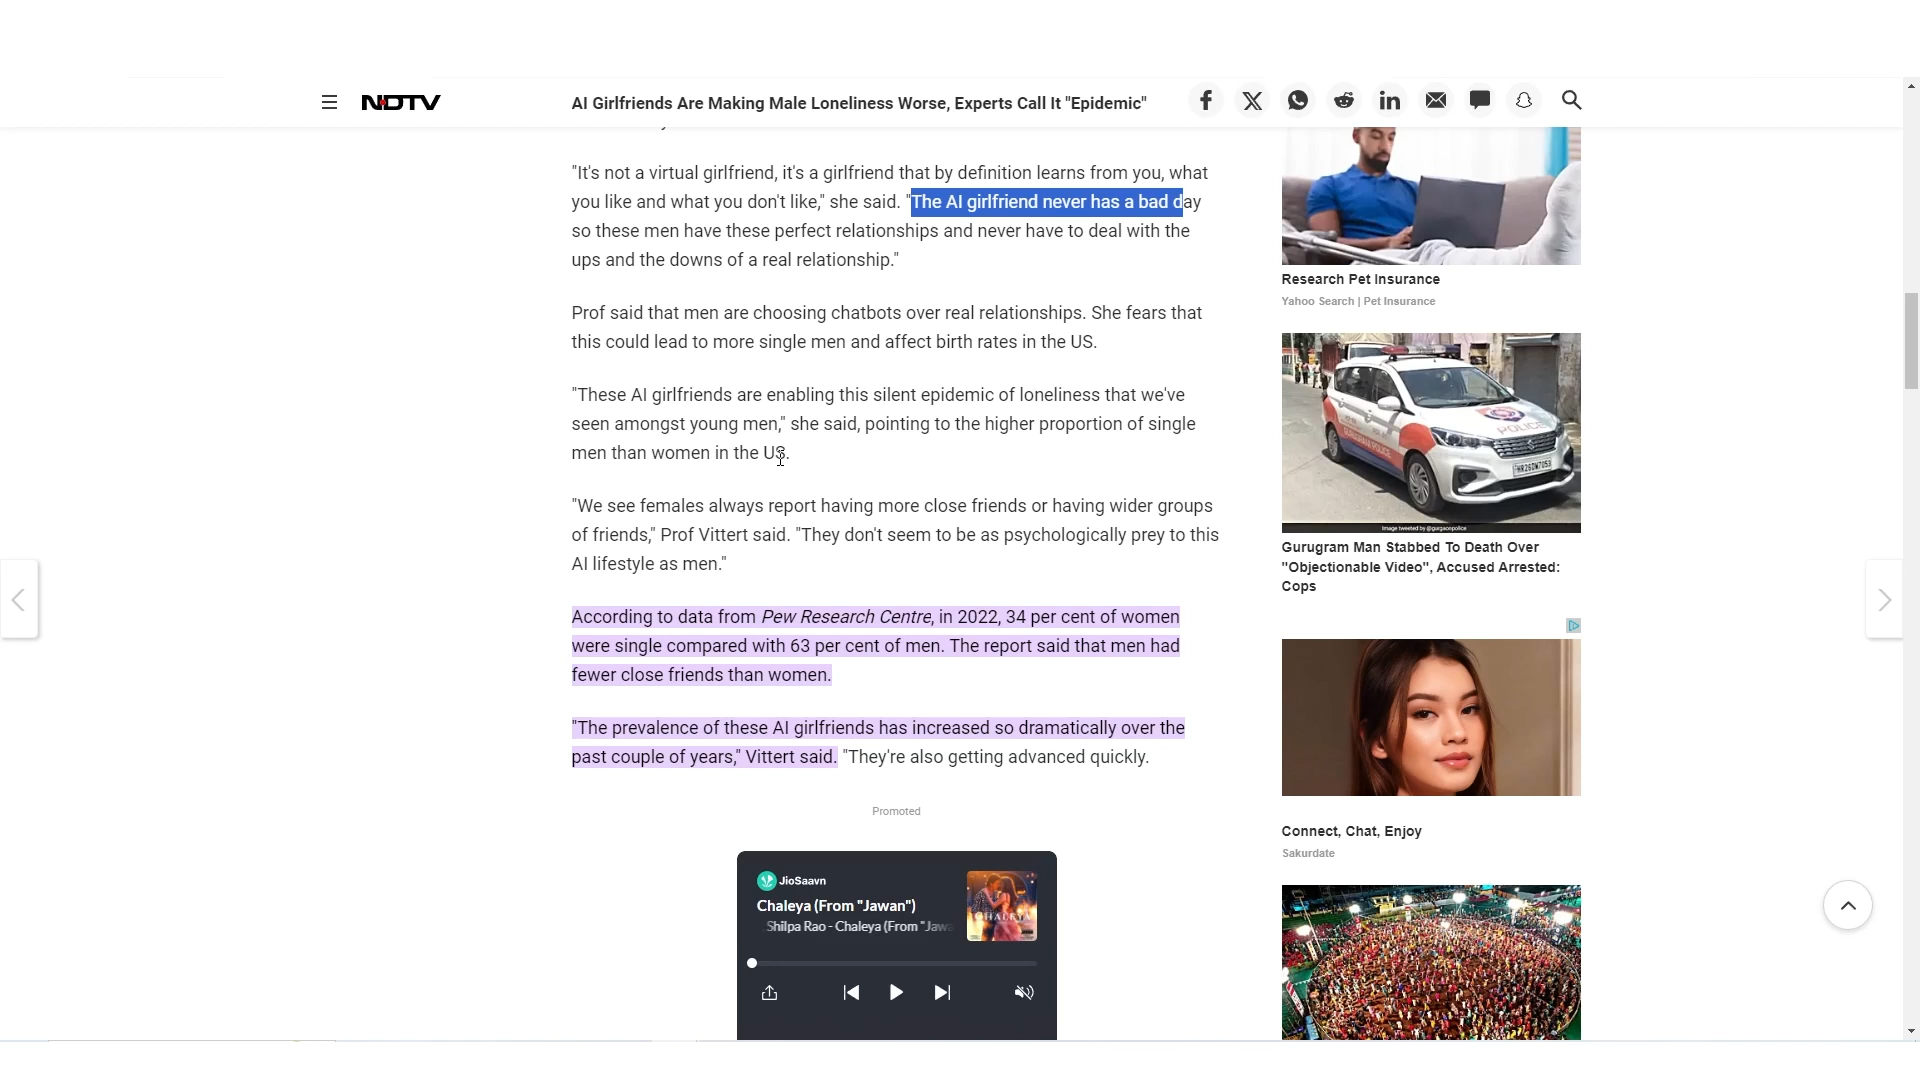 NDTV
AI Girlfriends Are Making Male Loneliness Worse, Experts Call It "Epidemic"
"It's not a virtual girlfriend, it's a girlfriend that by definition learns from you, what
you like and what you don't like," she said. "The AI girlfriend never has a bad day
so these men have these perfect relationships and never have to deal with the
ups and the downs of a real relationship."
Prof said that men are choosing chatbots over real relationships. She fears that
this could lead to more single men and affect birth rates in the US.
"These AI girlfriends are enabling this silent epidemic of loneliness that we've
seen amongst young men," she said, pointing to the higher proportion of single
men than women in the US.
"We see females always report having more close friends or having wider groups
of friends," Prof Vittert said. "They don't seem to be as psychologically prey to this
AI lifestyle as men."
According to data from Pew Research Centre, in 2022, 34 per cent of women
were single compared with 63 per cent of men. The report said that men had
fewer close friends than women.
"The prevalence of these AI girlfriends has increased so dramatically over the
past couple of years," Vittert said. "They're also getting advanced quickly.
Promoted
JioSaavn
Chaleya (From "Jawan")
Shilpa Rao - Chaleya (From "Jawa
CHALEYA
Research Pet Insurance
Yahoo Search | Pet Insurance
POLICE
HR26DW7053
Image tweeted by @gurgaonpolice
Gurugram Man Stabbed To Death Over
"Objectionable Video", Accused Arrested:
Cops
Connect, Chat, Enjoy
Sakurdate